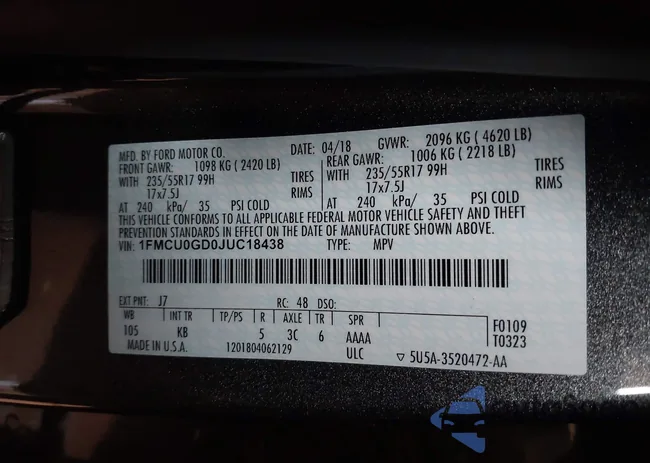 MFD. BY FORD MOTOR CO. DATE: 04/18 GVWR: 2096 KG ( 4620 LB)
FRONT GAWR: 1098 KG ( 2420 LB) REAR GAWR: 1006 KG ( 2218 LB)
WITH 235/55R17 99H TIRES WITH 235/55R17 99H TIRES
17x7.5J RIMS 17x7.5J RIMS
AT 240 kPa/ 35 PSI COLD AT 240 kPa/ 35 PSI COLD
THIS VEHICLE CONFORMS TO ALL APPLICABLE FEDERAL MOTOR VEHICLE SAFETY AND THEFT
PREVENTION STANDARDS IN EFFECT ON THE DATE OF MANUFACTURE SHOWN ABOVE.
VIN: 1FMCU0GD0JUC18438 TYPE: MPV
EXT PNT: J7 RC: 48 DSO:
WB INT TR TP/PS R AXLE TR SPR F0109
105 KB 5 3C 6 AAAA T0323
MADE IN U.S.A. 1201804062129 ULC ▽ 5U5A-3520472-AA